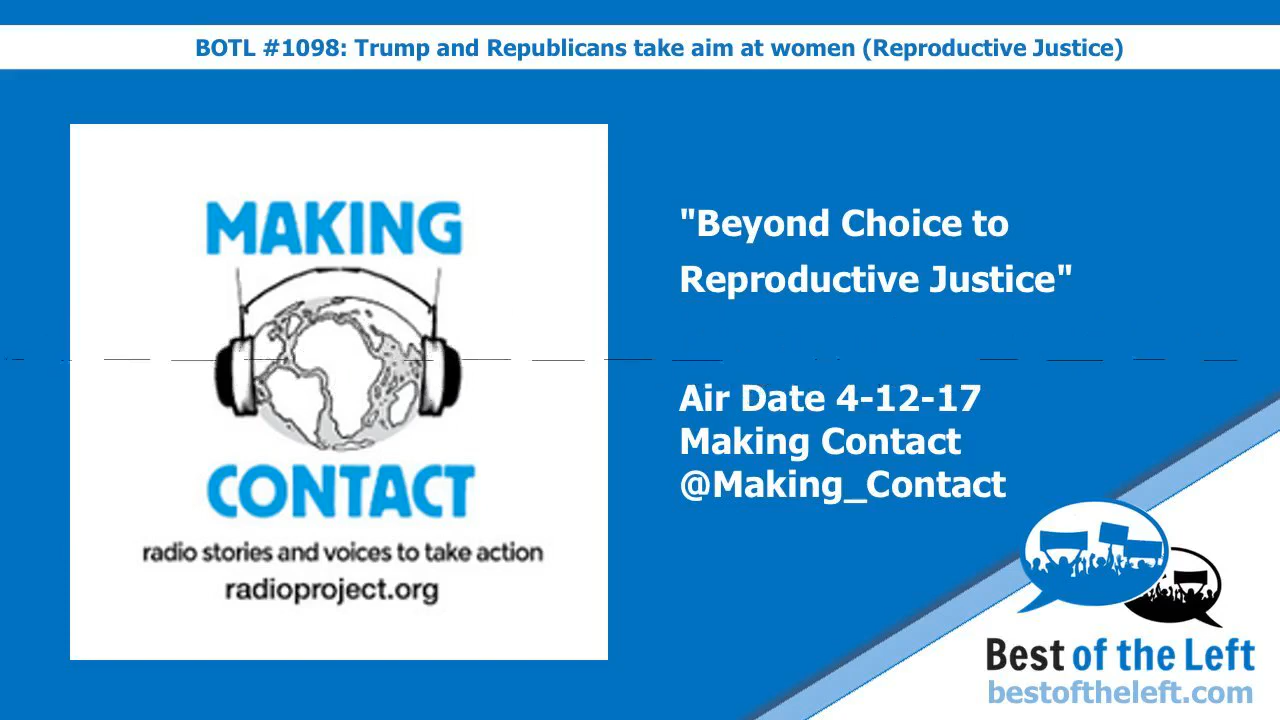 BOTL #1098: Trump and Republicans take aim at women (Reproductive Justice)
MAKING
CONTACT
radio stories and voices to take action
radioproject.org
"Beyond Choice to
Reproductive Justice"
Air Date 4-12-17
Making Contact
@Making_Contact
Best of the Left
bestoftheleft.com